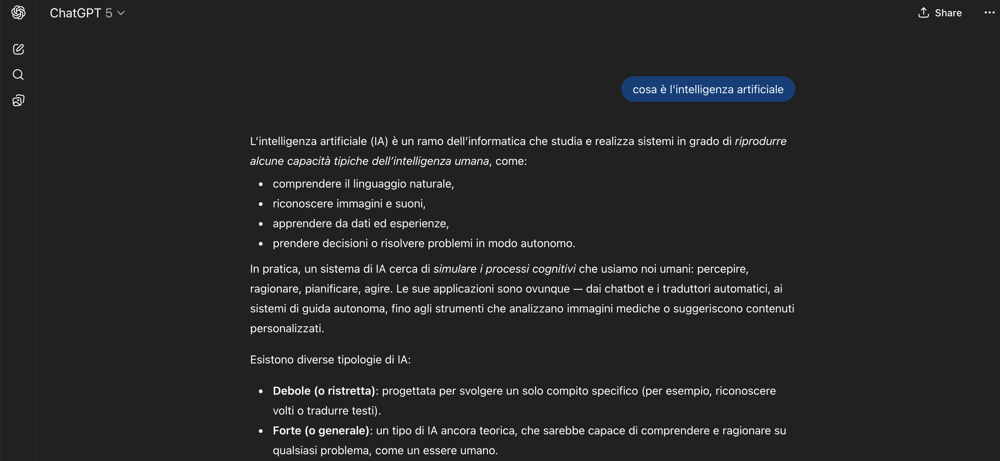 ChatGPT 5
Share
cosa è l'intelligenza artificiale
L’intelligenza artificiale (IA) è un ramo dell’informatica che studia e realizza sistemi in grado di riprodurre
alcune capacità tipiche dell’intelligenza umana, come:
• comprendere il linguaggio naturale,
• riconoscere immagini e suoni,
• apprendere da dati ed esperienze,
• prendere decisioni o risolvere problemi in modo autonomo.
In pratica, un sistema di IA cerca di simulare i processi cognitivi che usiamo noi umani: percepire,
ragionare, pianificare, agire. Le sue applicazioni sono ovunque — dai chatbot e i traduttori automatici, ai
sistemi di guida autonoma, fino agli strumenti che analizzano immagini mediche o suggeriscono contenuti
personalizzati.
Esistono diverse tipologie di IA:
• Debole (o ristretta): progettata per svolgere un solo compito specifico (per esempio, riconoscere
volti o tradurre testi).
• Forte (o generale): un tipo di IA ancora teorica, che sarebbe capace di comprendere e ragionare su
qualsiasi problema, come un essere umano.